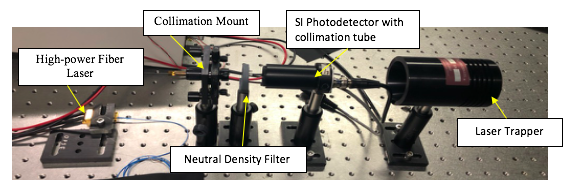 Collimation Mount
SI Photodetector with
collimation tube
High-power Fiber
Laser
Laser Trapper
Neutral Density Filter